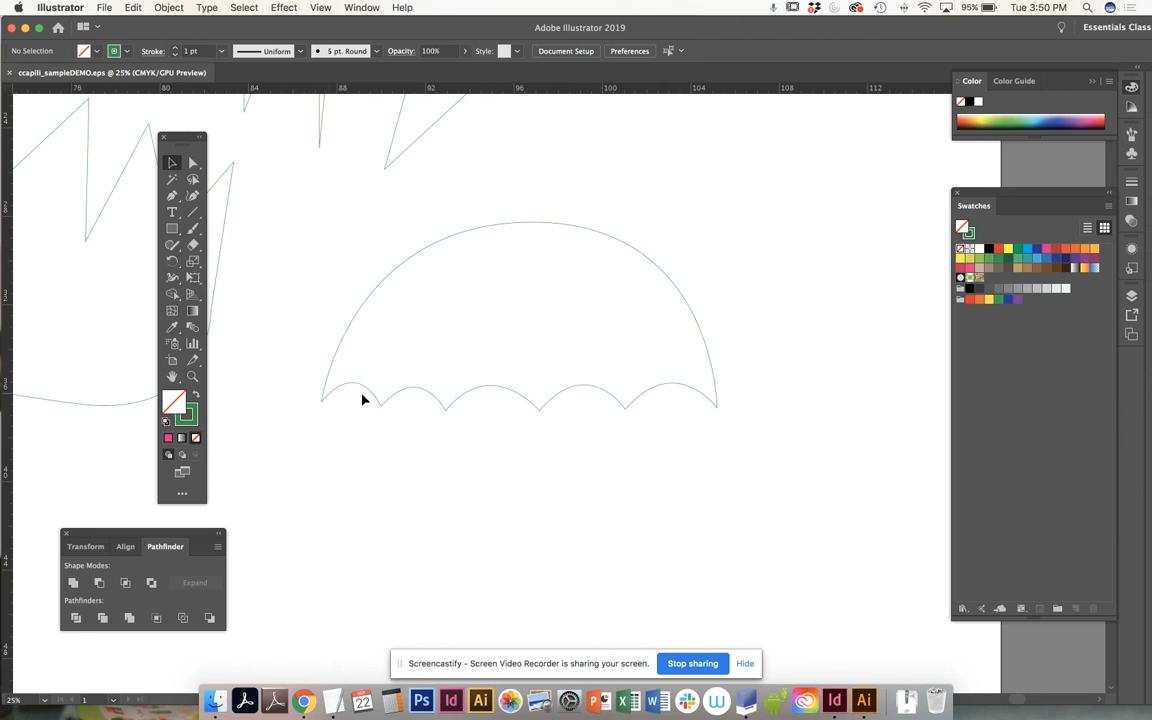 Illustrator File Edit Object Type Select Effect View Window Help 95% Tue 3:50 PM
Adobe Illustrator 2019 Essentials Class
No Selection Stroke: 1 pt Uniform 5 pt. Round Opacity: 100% Style: Document Setup Preferences
ccapili_sampleDEMO.eps @ 25% (CMYK/GPU Preview)
76 80 84 88 92 96 100 104 108 112
Color Color Guide
Swatches
Transform Align Pathfinder
Shape Modes:
Expand
Pathfinders:
Screencastify - Screen Video Recorder is sharing your screen. Stop sharing Hide
25% 1